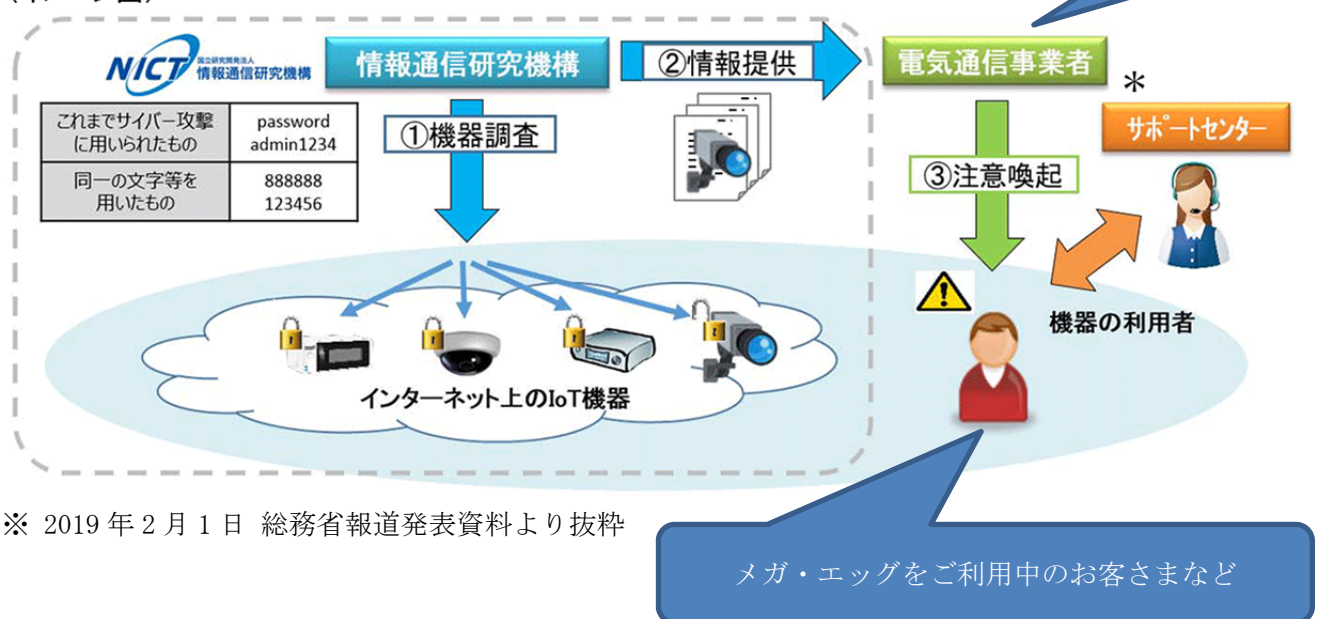 NICT 国立研究開発法人
情報通信研究機構
情報通信研究機構
②情報提供
電気通信事業者
*
これまでサイバー攻撃
に用いられたもの
password
admin1234
同一の文字等を
用いたもの
888888
123456
①機器調査
サポートセンター
③注意喚起
機器の利用者
インターネット上のIoT機器
※ 2019年2月1日 総務省報道発表資料より抜粋
メガ・エッグをご利用中のお客さまなど